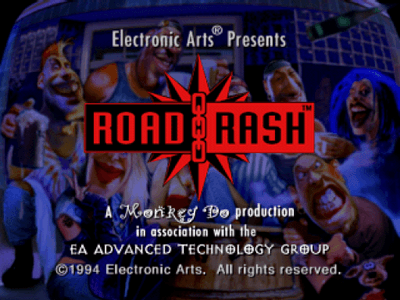 Electronic Arts® Presents
ROAD RASH™
A Monkey Do production
in association with the
EA ADVANCED TECHNOLOGY GROUP
©1994 Electronic Arts. All rights reserved.